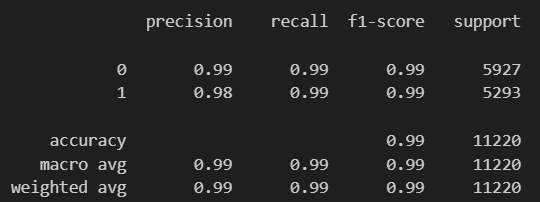 precision recall f1-score support
0 0.99 0.99 0.99 5927
1 0.98 0.99 0.99 5293
accuracy 0.99 11220
macro avg 0.99 0.99 0.99 11220
weighted avg 0.99 0.99 0.99 11220